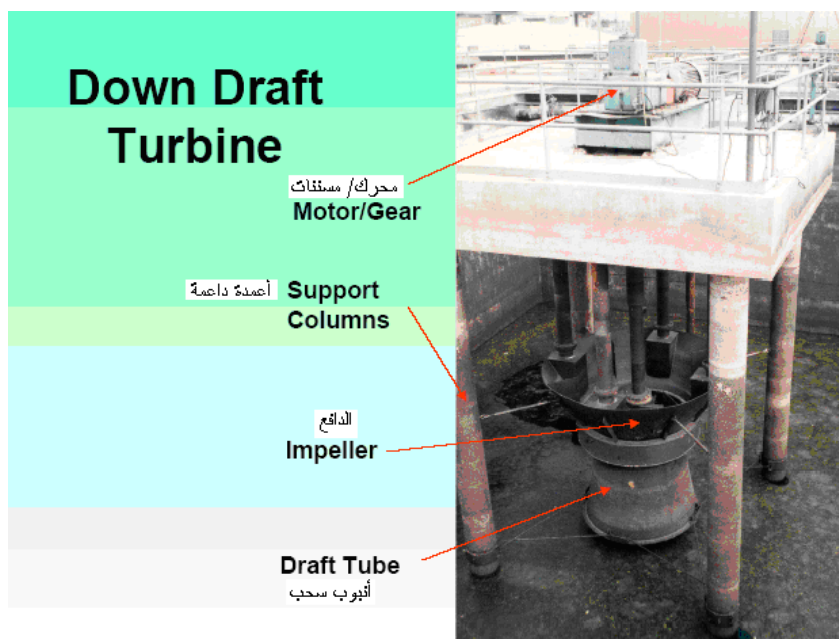 Down Draft
Turbine
محرك/ مسننات
Motor/Gear
أعمدة داعمة
Support
Columns
الدافع
Impeller
Draft Tube
أنبوب سحب